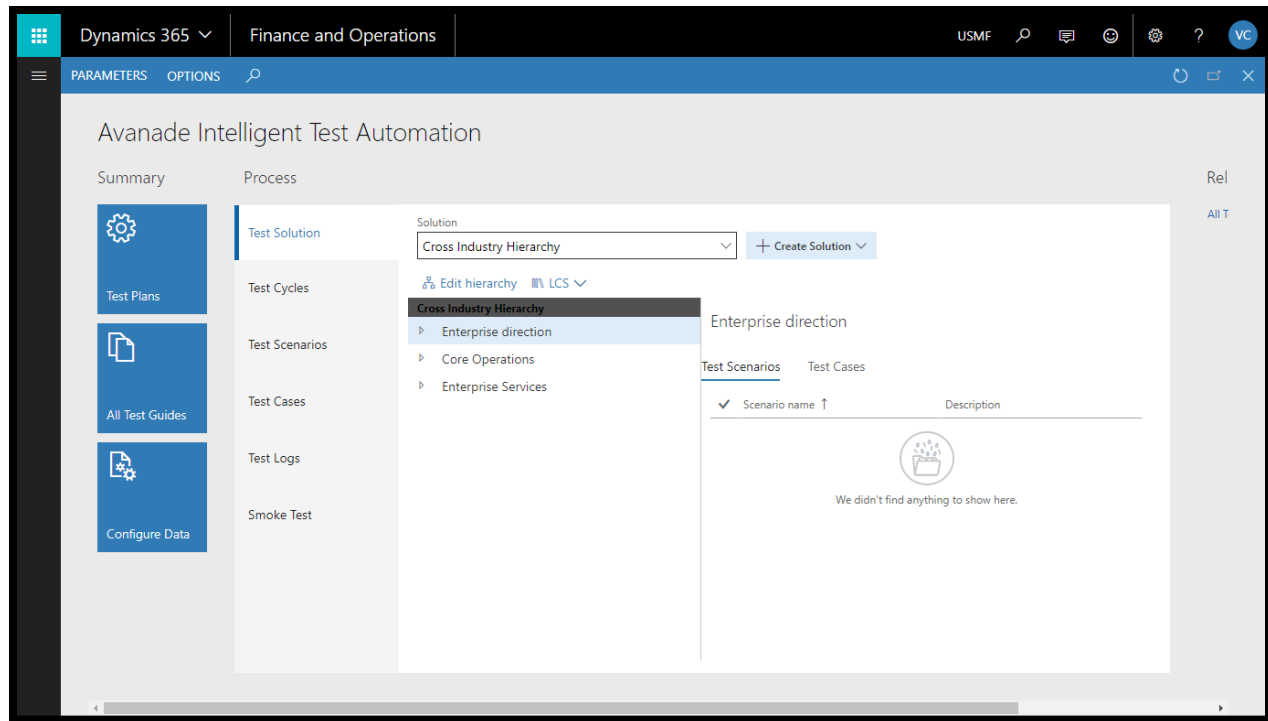 Dynamics 365
Finance and Operations
USMF
?
VC
PARAMETERS OPTIONS
Avanade Intelligent Test Automation
Summary
Test Plans
All Test Guides
Configure Data
Process
Test Solution
Test Cycles
Test Scenarios
Test Cases
Test Logs
Smoke Test
Solution
Cross Industry Hierarchy
Create Solution
Edit hierarchy LCS
Cross Industry Hierarchy
Enterprise direction
Core Operations
Enterprise Services
Enterprise direction
Test Scenarios Test Cases
Scenario name ↑ Description
We didn't find anything to show here.
Rel
All T